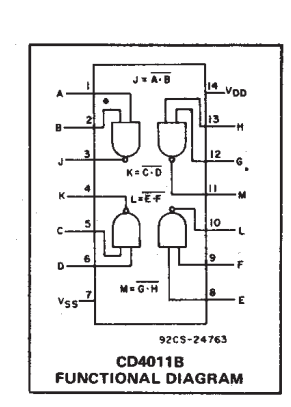 J = A·B
A 1 14 VDD
B 2 13 H
J 3 12 G
K = C·D
K 4 11 M
L = E·F
C 5 10 L
D 6 9 F
M = G·H
VSS 7 8 E
92CS-24763
CD4011B
FUNCTIONAL DIAGRAM